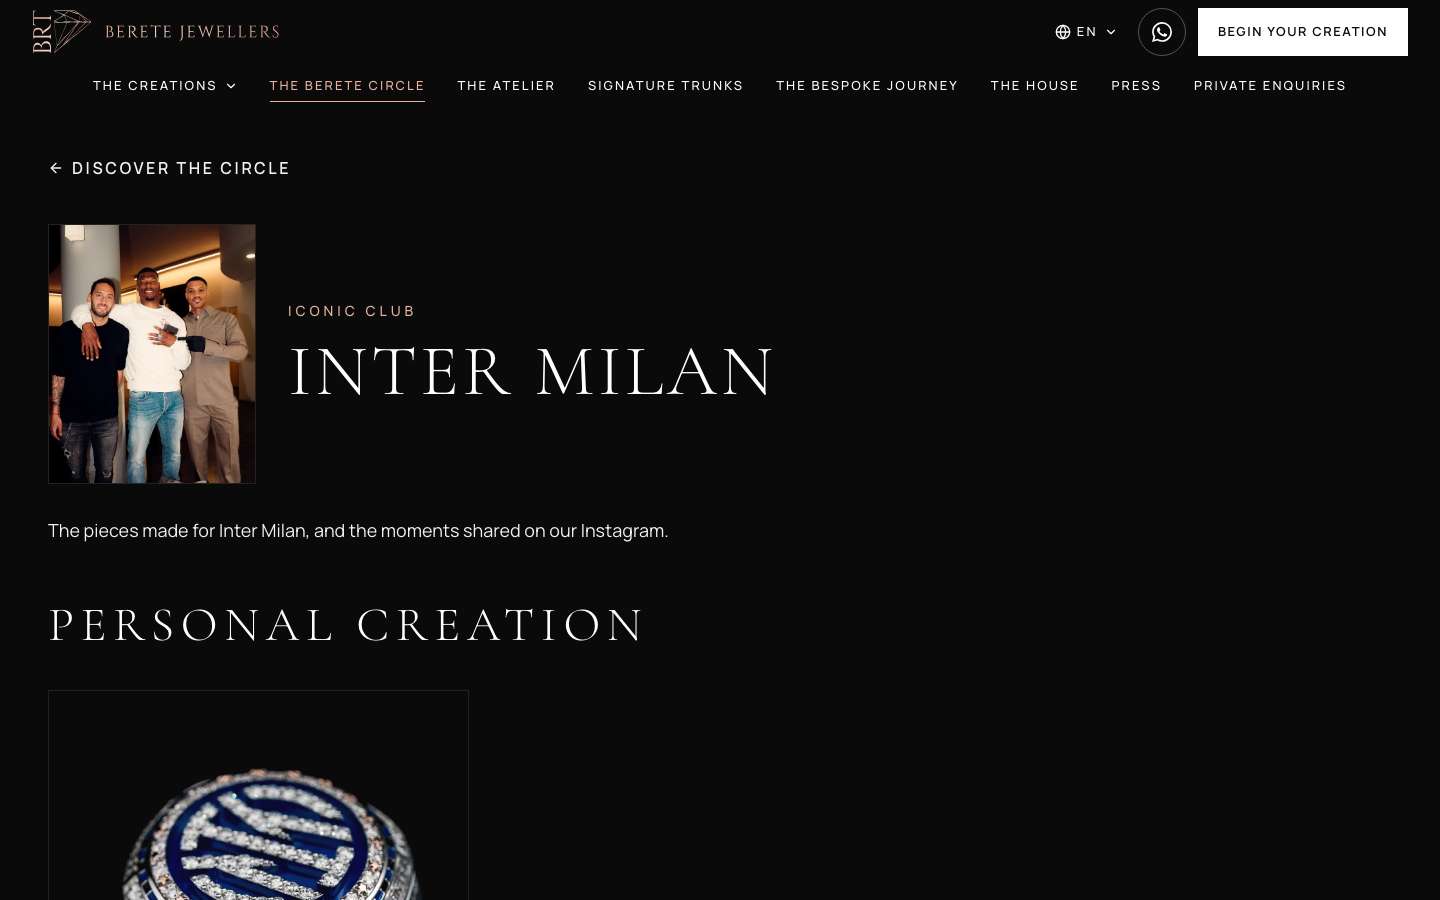 BRT
BERETE JEWELLERS
EN
BEGIN YOUR CREATION
THE CREATIONS
THE BERETE CIRCLE
THE ATELIER
SIGNATURE TRUNKS
THE BESPOKE JOURNEY
THE HOUSE
PRESS
PRIVATE ENQUIRIES
← DISCOVER THE CIRCLE
ICONIC CLUB
INTER MILAN
The pieces made for Inter Milan, and the moments shared on our Instagram.
PERSONAL CREATION